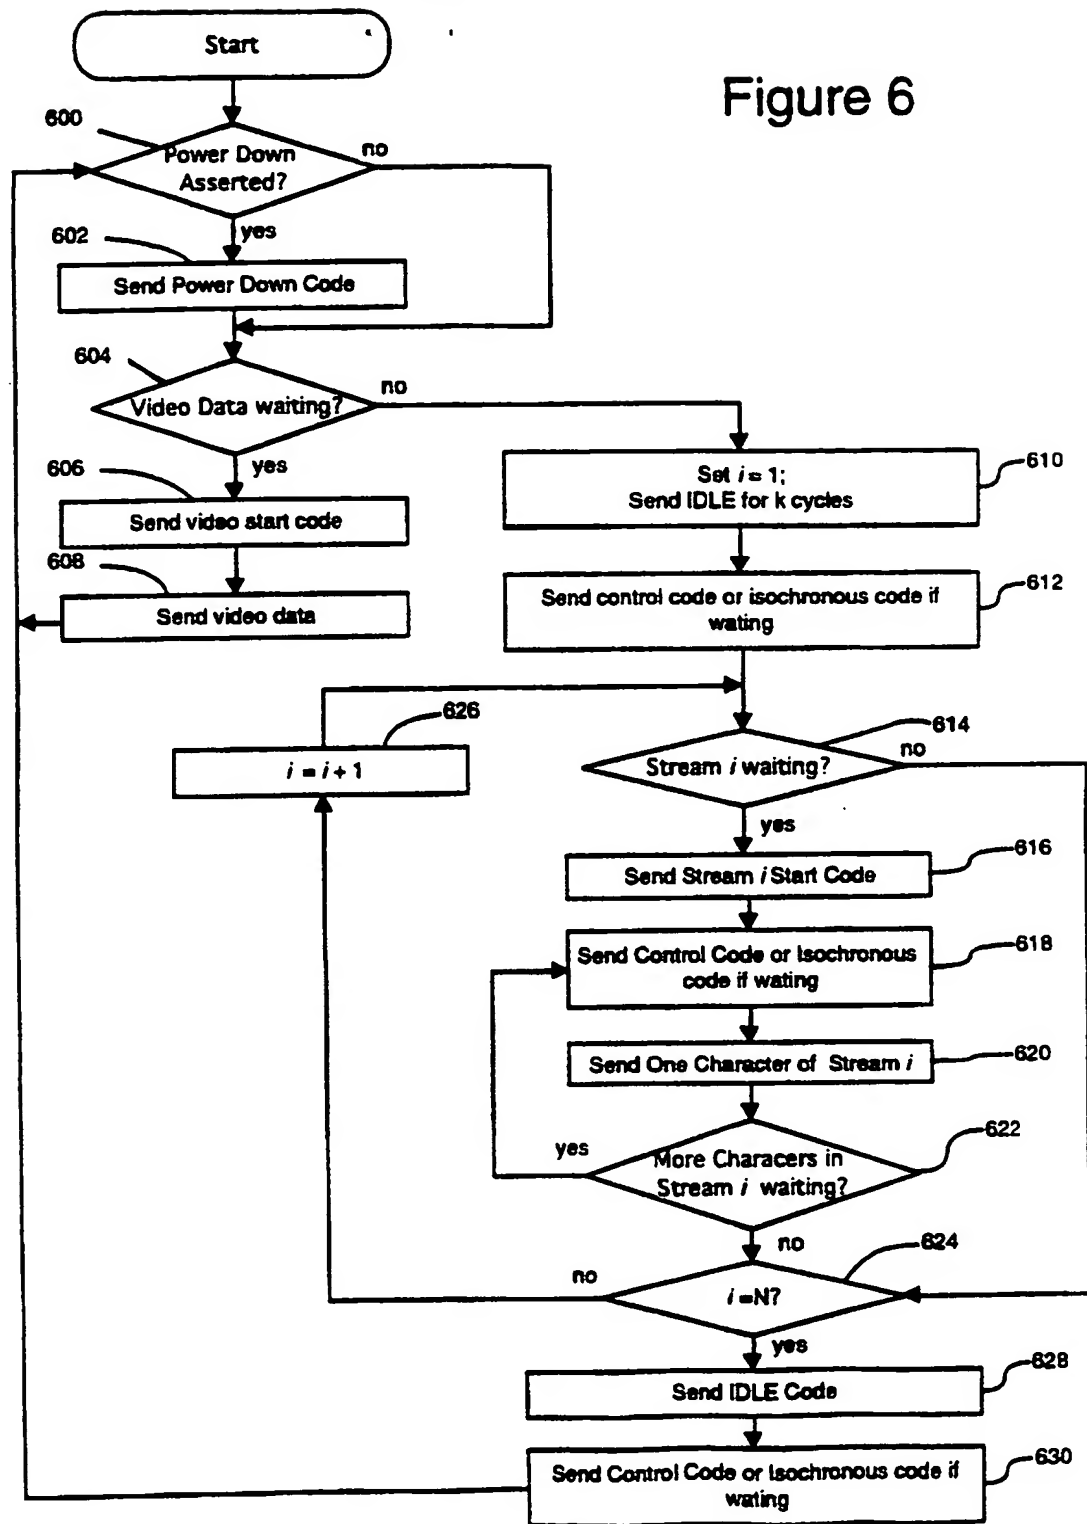 Figure 6
Start
600
Power Down
Asserted?
no
yes
602
Send Power Down Code
604
Video Data waiting?
no
yes
606
Send video start code
608
Send video data
Set i = 1;
Send IDLE for k cycles
610
Send control code or isochronous code if
wating
612
626
i = i + 1
614
Stream i waiting?
no
yes
Send Stream i Start Code
616
Send Control Code or Isochronous
code if wating
618
Send One Character of Stream i
620
622
More Characers in
Stream i waiting?
yes
no
624
i =N?
no
yes
Send IDLE Code
628
Send Control Code or Isochronous code if
wating
630